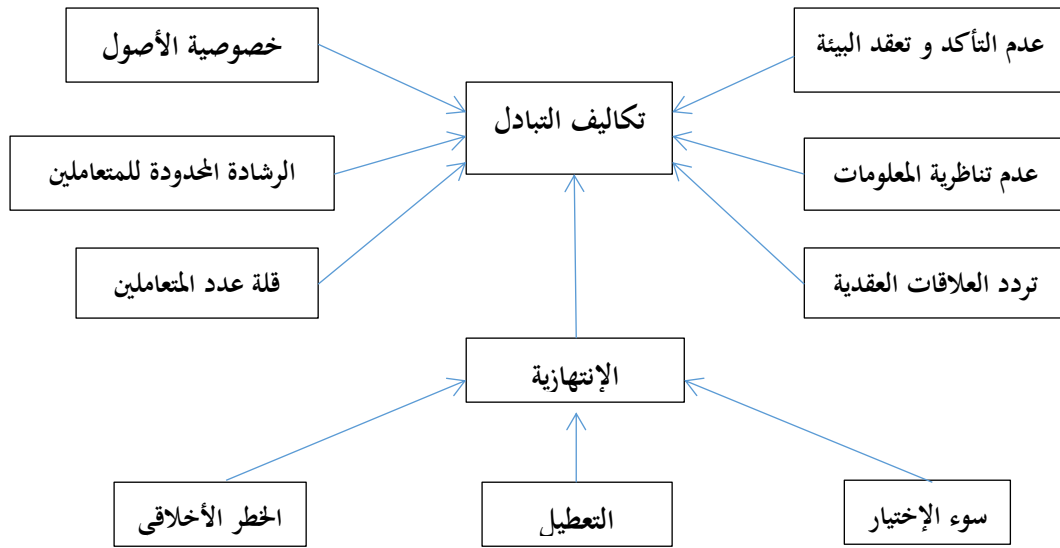 عدم التأكد و تعقد البيئة
خصوصية الأصول
تكاليف التبادل
عدم تناظرية المعلومات
الرشادة المحدودة للمتعاملين
تردد العلاقات العقدية
قلة عدد المتعاملين
الإنتهازية
سوء الإختيار
التعطيل
الخطر الأخلاقى